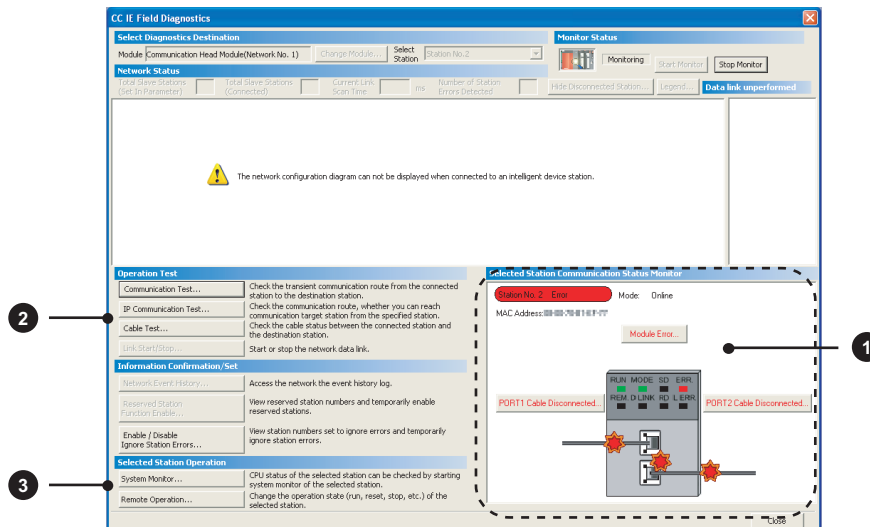 CC IE Field Diagnostics
Select Diagnostics Destination
Module Communication Head Module(Network No. 1) Change Module... Select Station Station No.2
Monitor Status
Monitoring Start Monitor Stop Monitor
Network Status
Total Slave Stations (Set In Parameter) Total Slave Stations (Connected) Current Link Scan Time ms Number of Station Errors Detected
Hide Disconnected Station... Legend... Data link unperformed
The network configuration diagram can not be displayed when connected to an intelligent device station.
Operation Test
Communication Test... Check the transient communication route from the connected station to the destination station.
IP Communication Test... Check the communication route, whether you can reach communication target station from the specified station.
Cable Test... Check the cable status between the connected station and the destination station.
Link Start/Stop... Start or stop the network data link.
2
Information Confirmation/Set
Network Event History... Access the network the event history log.
Reserved Station Function Enable... View reserved station numbers and temporarily enable reserved stations.
Enable / Disable Ignore Station Errors... View station numbers set to ignore errors and temporarily ignore station errors.
Selected Station Operation
System Monitor... CPU status of the selected station can be checked by starting system monitor of the selected station.
Remote Operation... Change the operation state (run, reset, stop, etc.) of the selected station.
3
Selected Station Communication Status Monitor
Station No. 2 Error Mode: Online
MAC Address:
Module Error...
1
RUN MODE SD ERR.
REM. D LINK RD L ERR.
PORT1 Cable Disconnected...
PORT2 Cable Disconnected...
Close